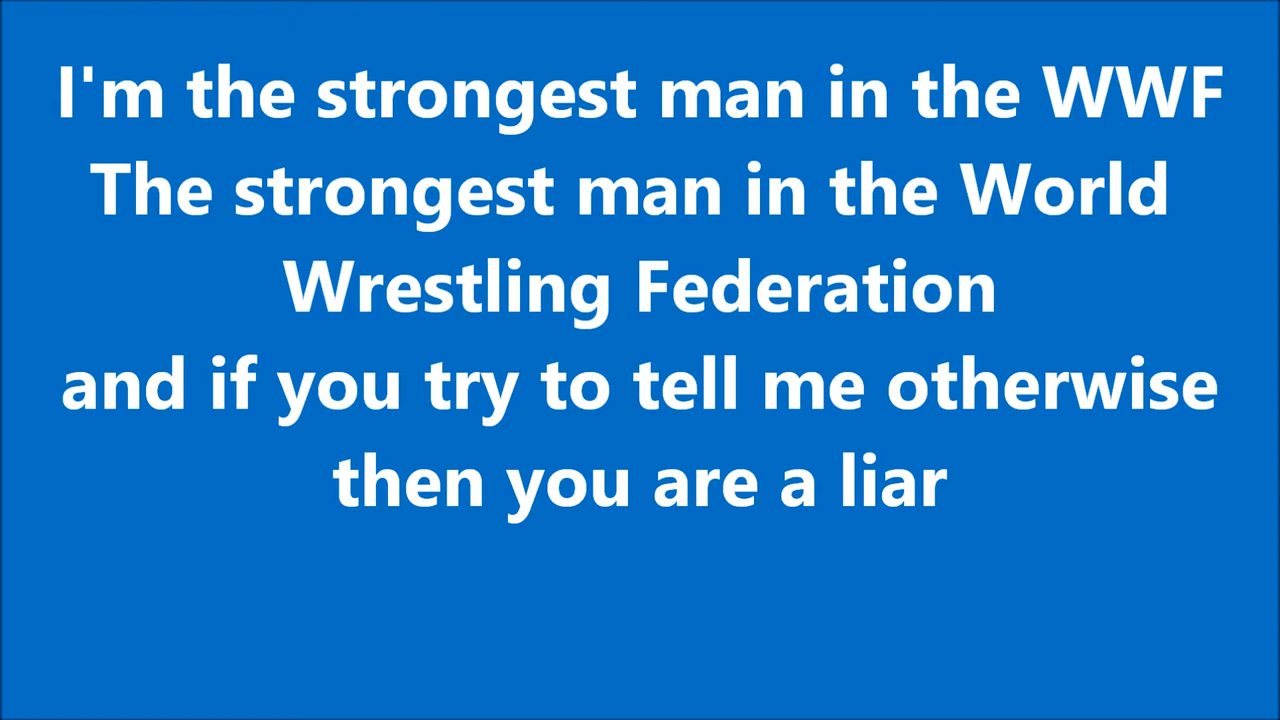 I'm the strongest man in the WWF
The strongest man in the World
Wrestling Federation
and if you try to tell me otherwise
then you are a liar